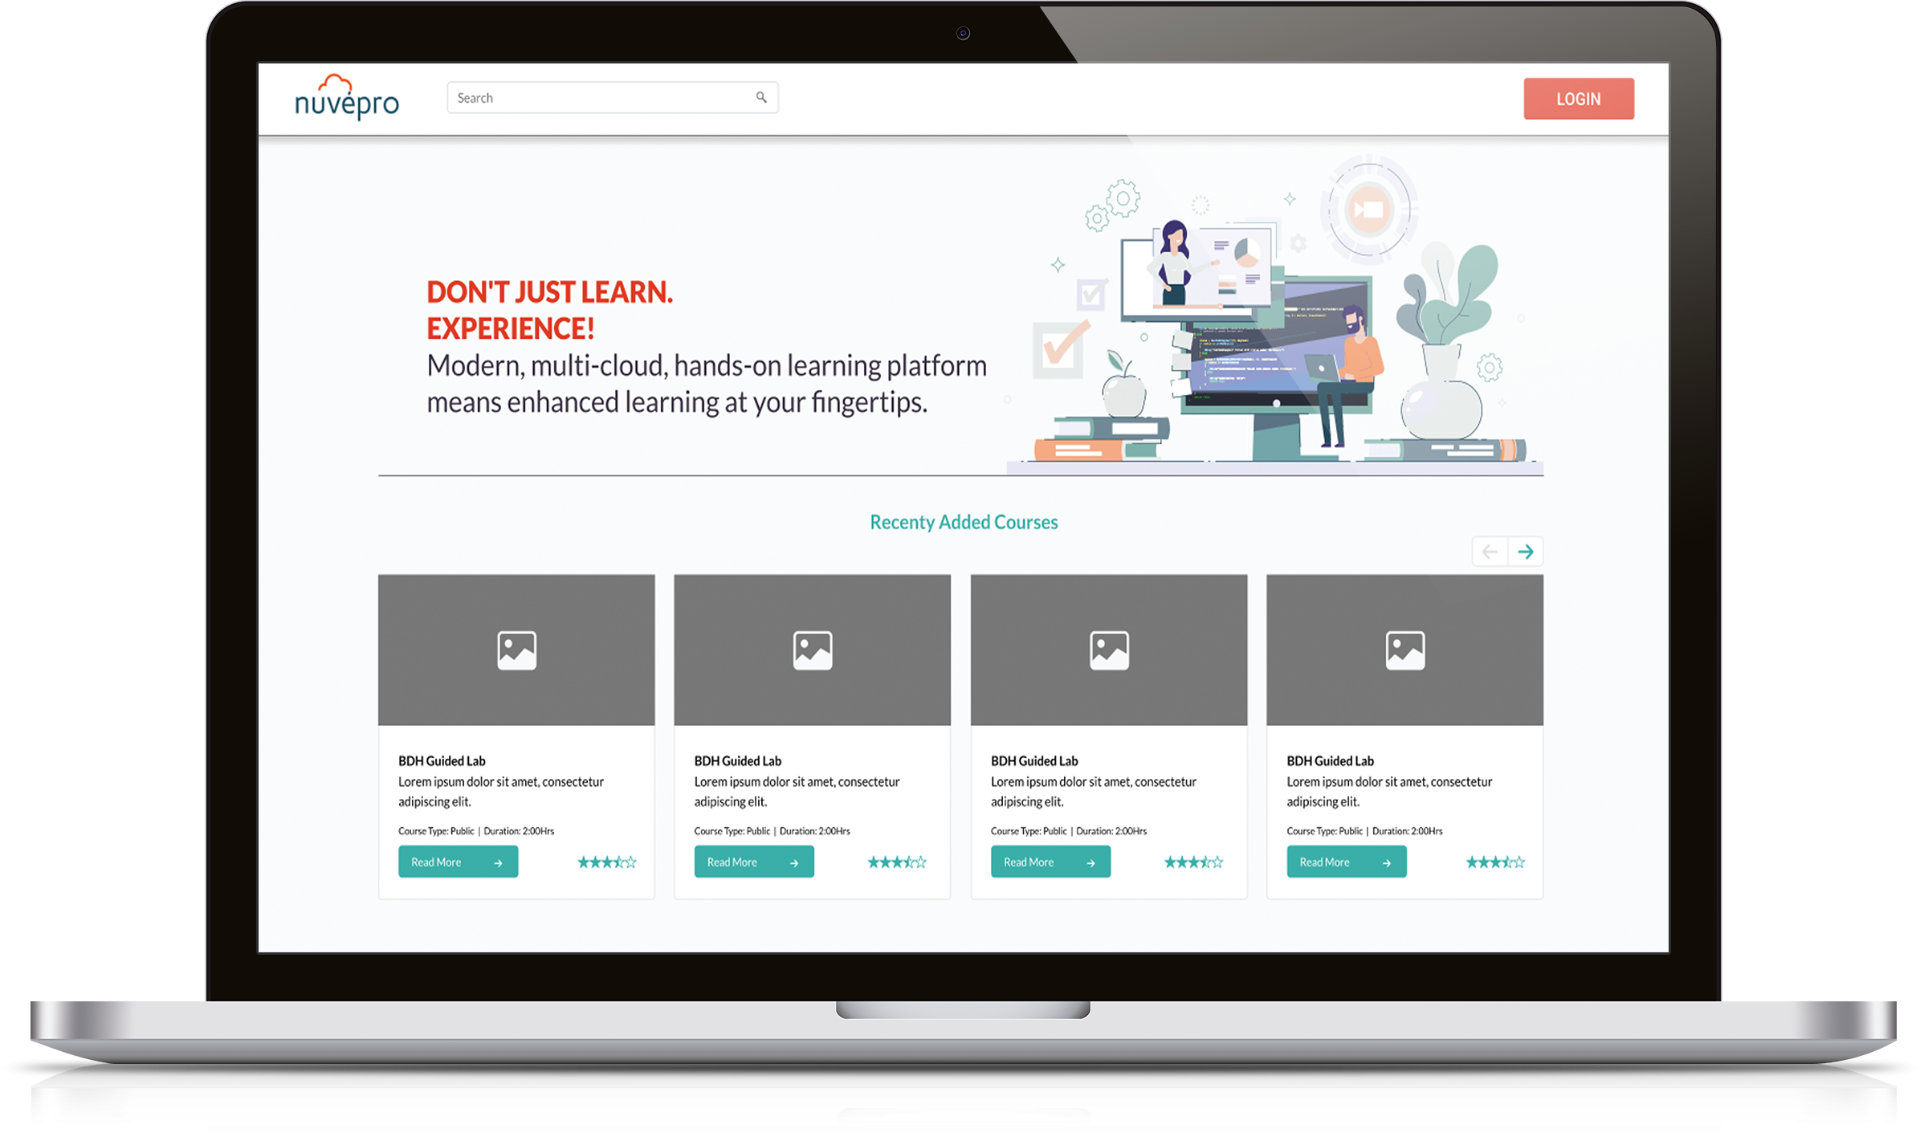 nuvépro
Search
LOGIN
DON'T JUST LEARN.
EXPERIENCE!
Modern, multi-cloud, hands-on learning platform
means enhanced learning at your fingertips.
Recenty Added Courses
BDH Guided Lab
Lorem ipsum dolor sit amet, consectetur
adipiscing elit.
Course Type: Public | Duration: 2:00Hrs
Read More
BDH Guided Lab
Lorem ipsum dolor sit amet, consectetur
adipiscing elit.
Course Type: Public | Duration: 2:00Hrs
Read More
BDH Guided Lab
Lorem ipsum dolor sit amet, consectetur
adipiscing elit.
Course Type: Public | Duration: 2:00Hrs
Read More
BDH Guided Lab
Lorem ipsum dolor sit amet, consectetur
adipiscing elit.
Course Type: Public | Duration: 2:00Hrs
Read More